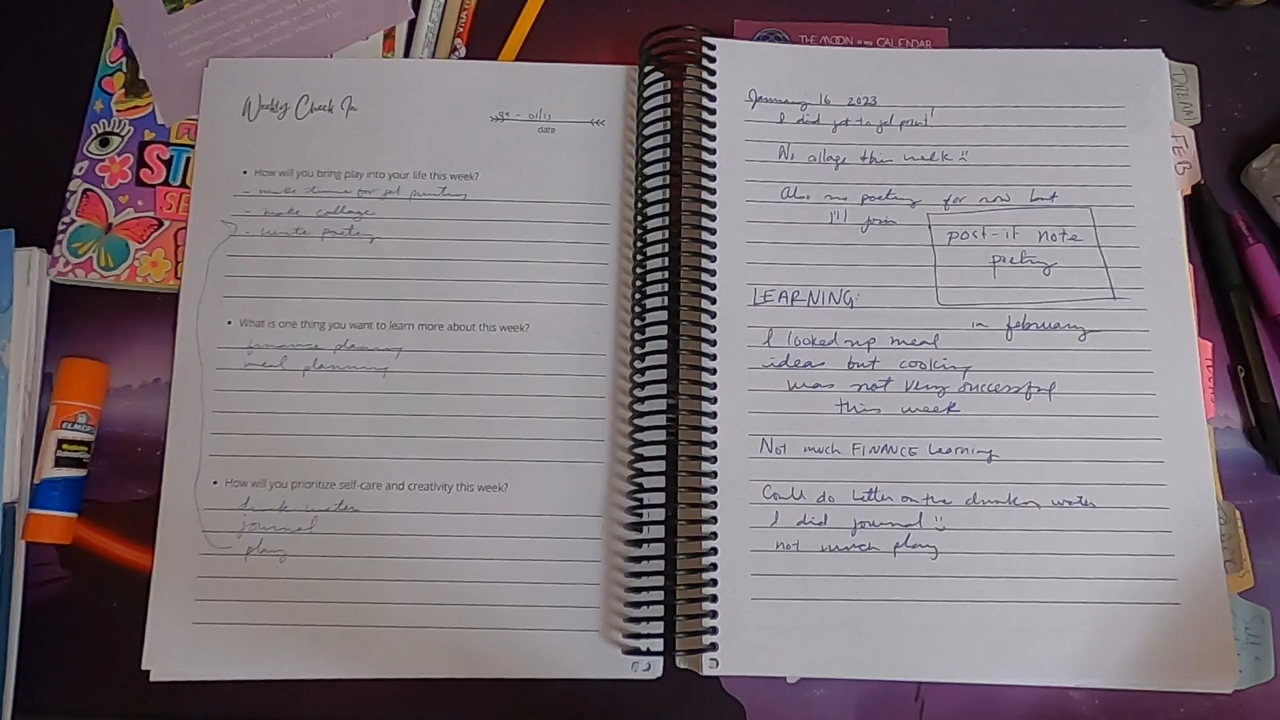 THE MOON CALENDAR
Weekly Check In
01/13
date
• How will you bring play into your life this week?
- make time for gel printing
- make collage
- write poetry
• What is one thing you want to learn more about this week?
finance planning
meal planning
• How will you prioritize self-care and creativity this week?
drink water
journal
play
January 16 2023
I did get to gel print!
No collage this week
Also no poetry for now but
I'll join
post-it note
poetry
in february
LEARNING:
I looked up meal
ideas but cooking
was not very successful
this week
Not much FINANCE Learning
Could do better on the drinking water
I did journal
not much play
DREAM
FEB
ELMER'S